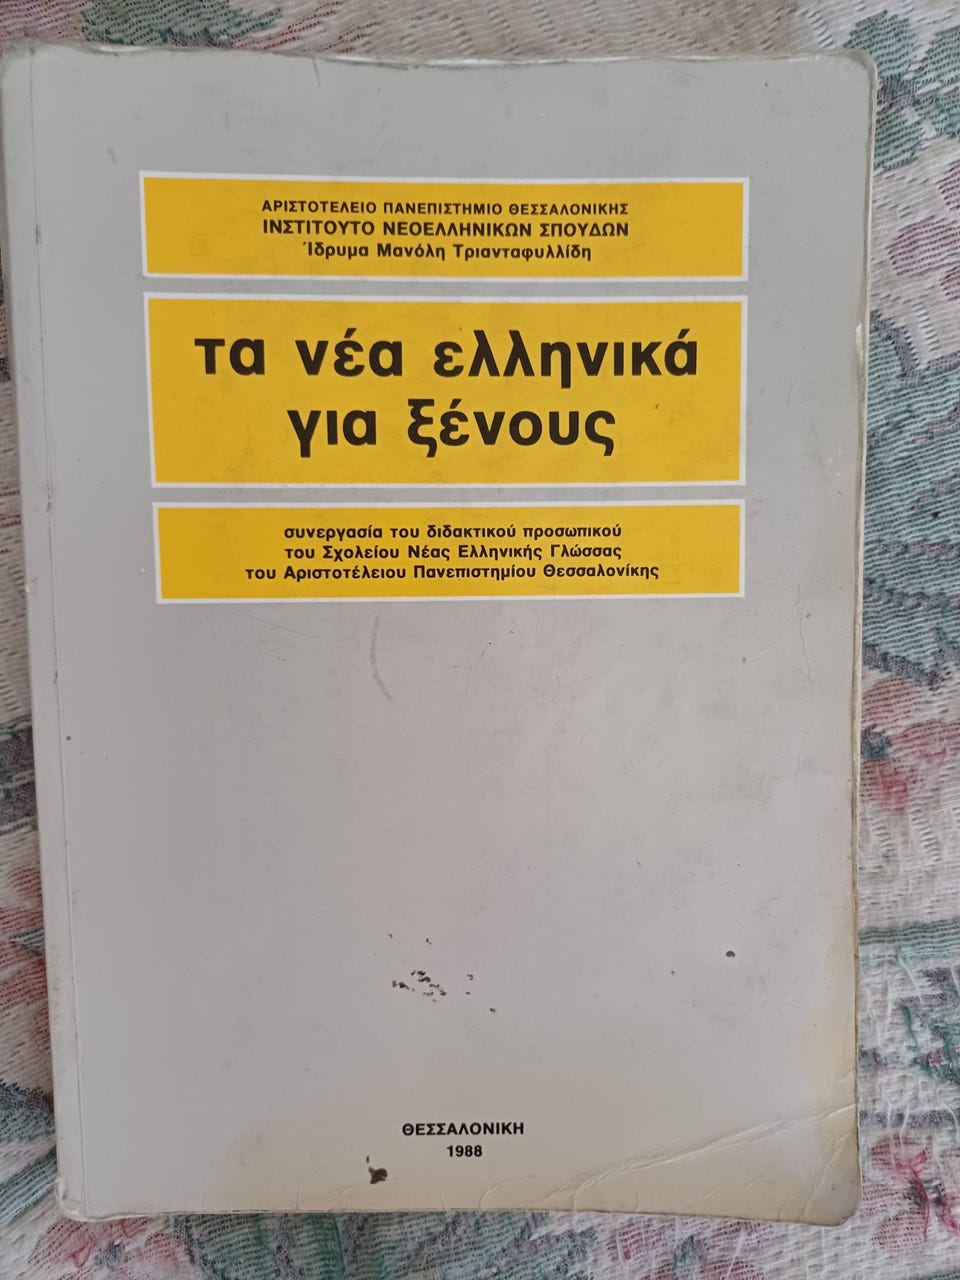 ΑΡΙΣΤΟΤΕΛΕΙΟ ΠΑΝΕΠΙΣΤΗΜΙΟ ΘΕΣΣΑΛΟΝΙΚΗΣ
ΙΝΣΤΙΤΟΥΤΟ ΝΕΟΕΛΛΗΝΙΚΩΝ ΣΠΟΥΔΩΝ
Ίδρυμα Μανόλη Τριανταφυλλίδη
τα νέα ελληνικά
για ξένους
συνεργασία του διδακτικού προσωπικού
του Σχολείου Νέας Ελληνικής Γλώσσας
του Αριστοτέλειου Πανεπιστημίου Θεσσαλονίκης
ΘΕΣΣΑΛΟΝΙΚΗ
1988